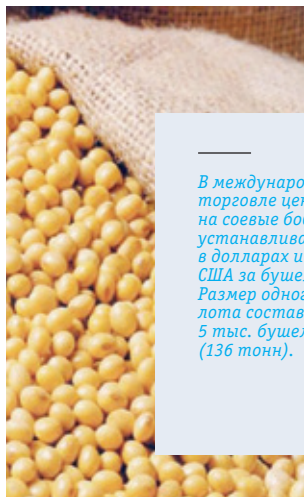 В междунаро
торговле цен
на соевые боб
устанавлива
в долларах и
США за бушел
Размер одног
лота состав
5 тыс. бушел
(136 тонн).